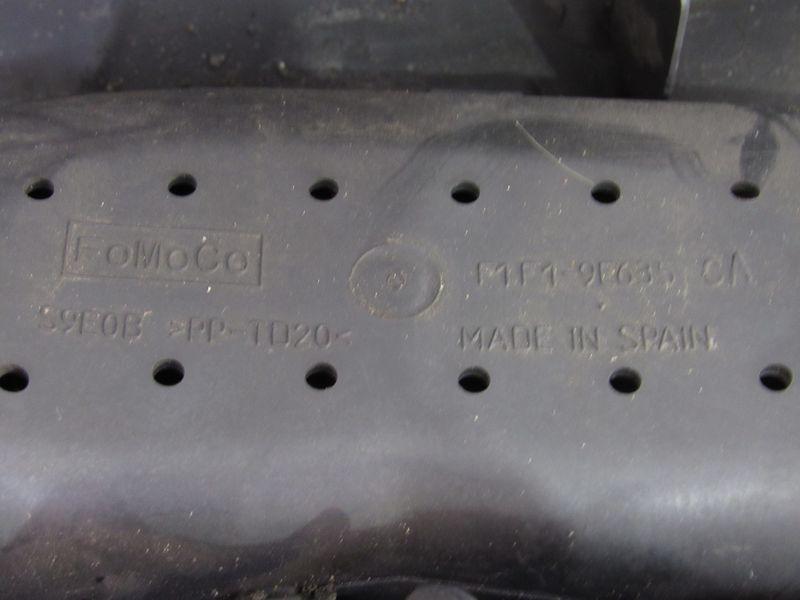 FoMoCo
F1F1-9F635 CA
S9E0B >PP-TD20<
MADE IN SPAIN